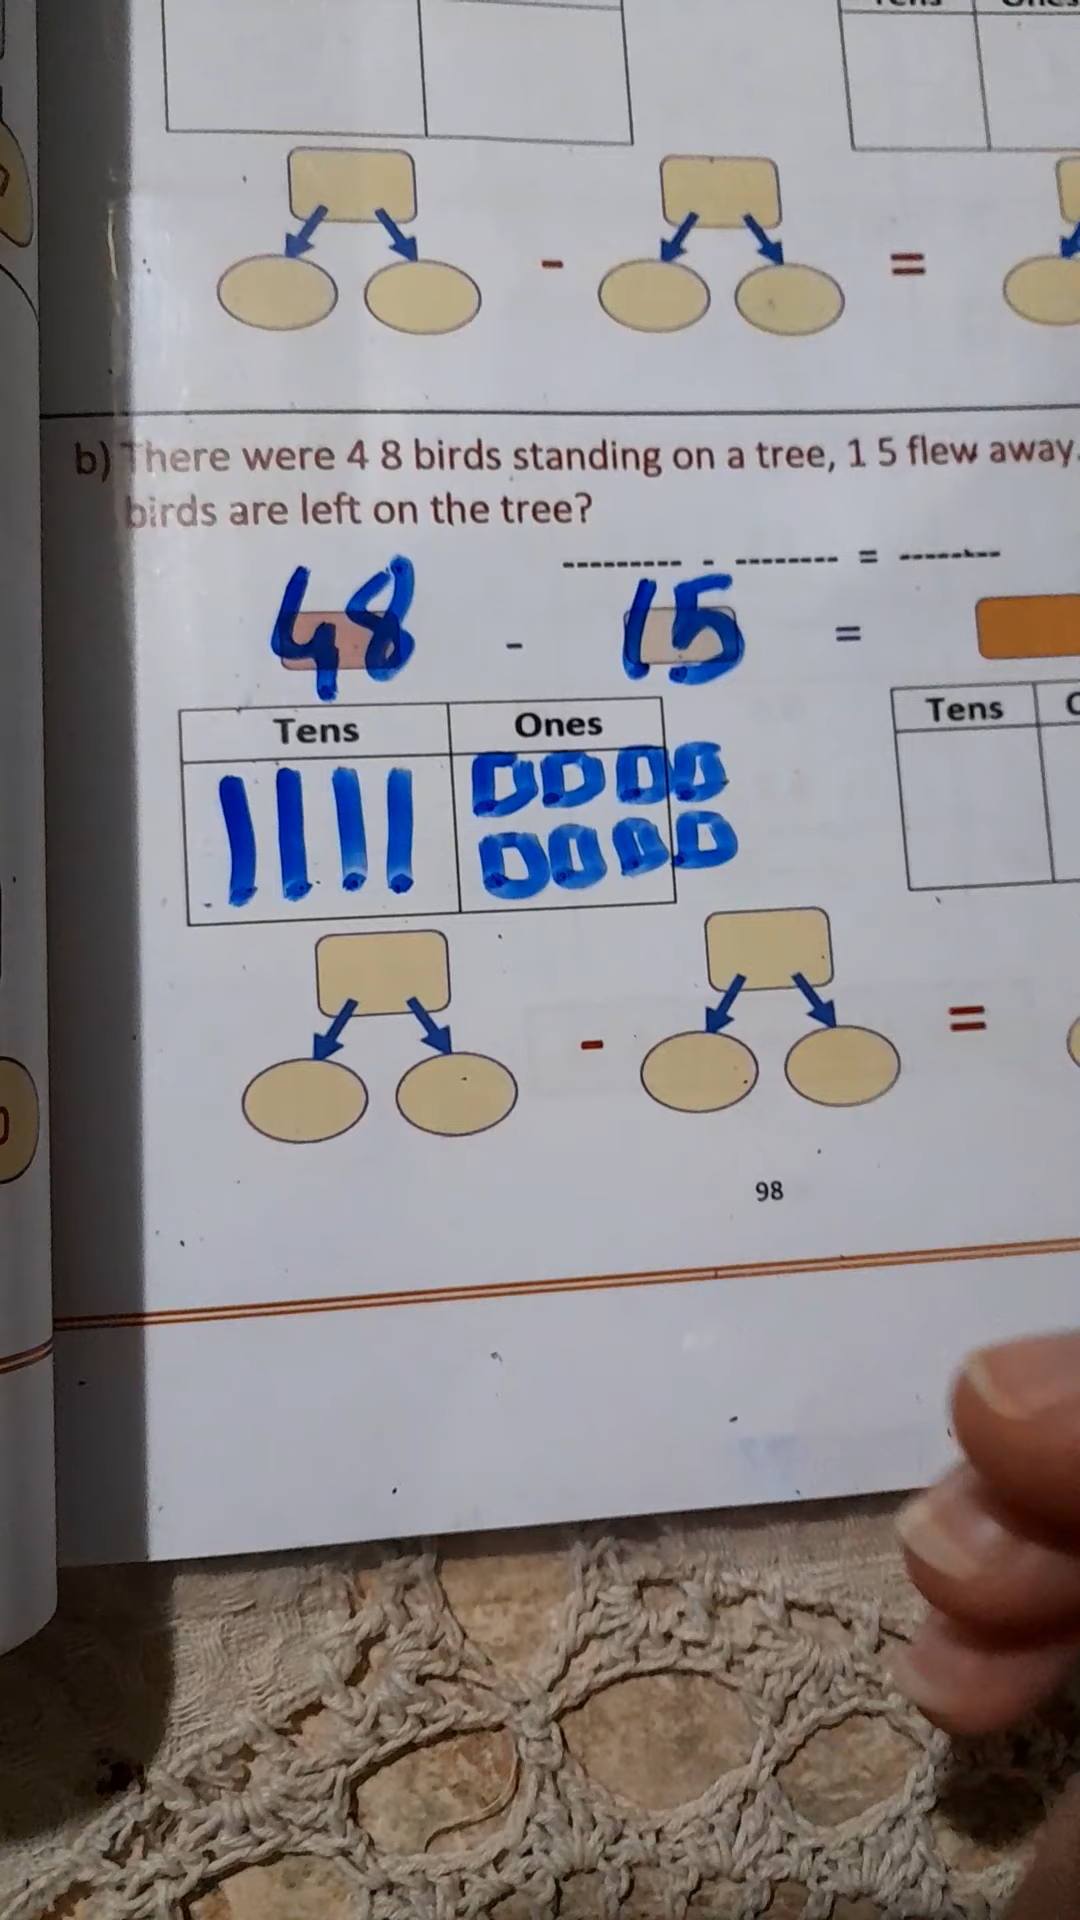 Tens
b) There were 4 8 birds standing on a tree, 1 5 flew away.
birds are left on the tree?
--------- - -------- = --------
48 - 15 =
Tens Ones Tens
- =
98